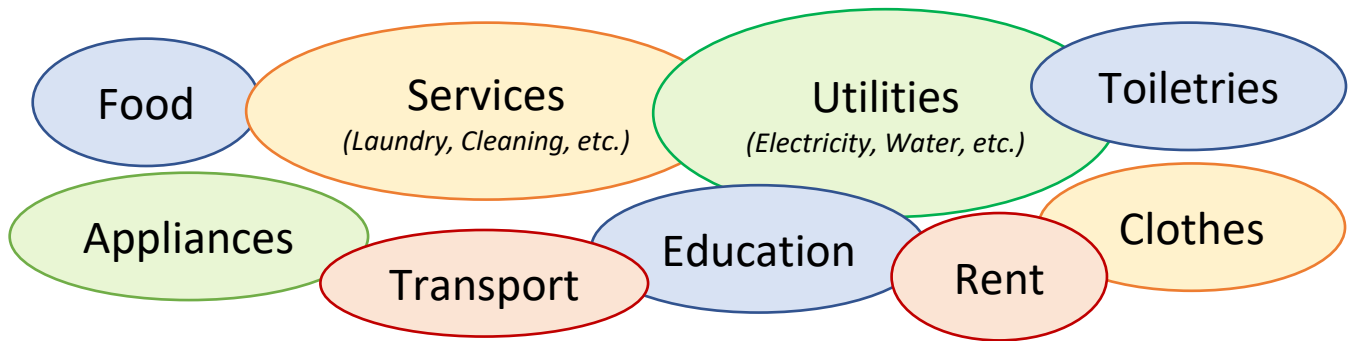 Food
Services
(Laundry, Cleaning, etc.)
Utilities
(Electricity, Water, etc.)
Toiletries
Appliances
Transport
Education
Rent
Clothes